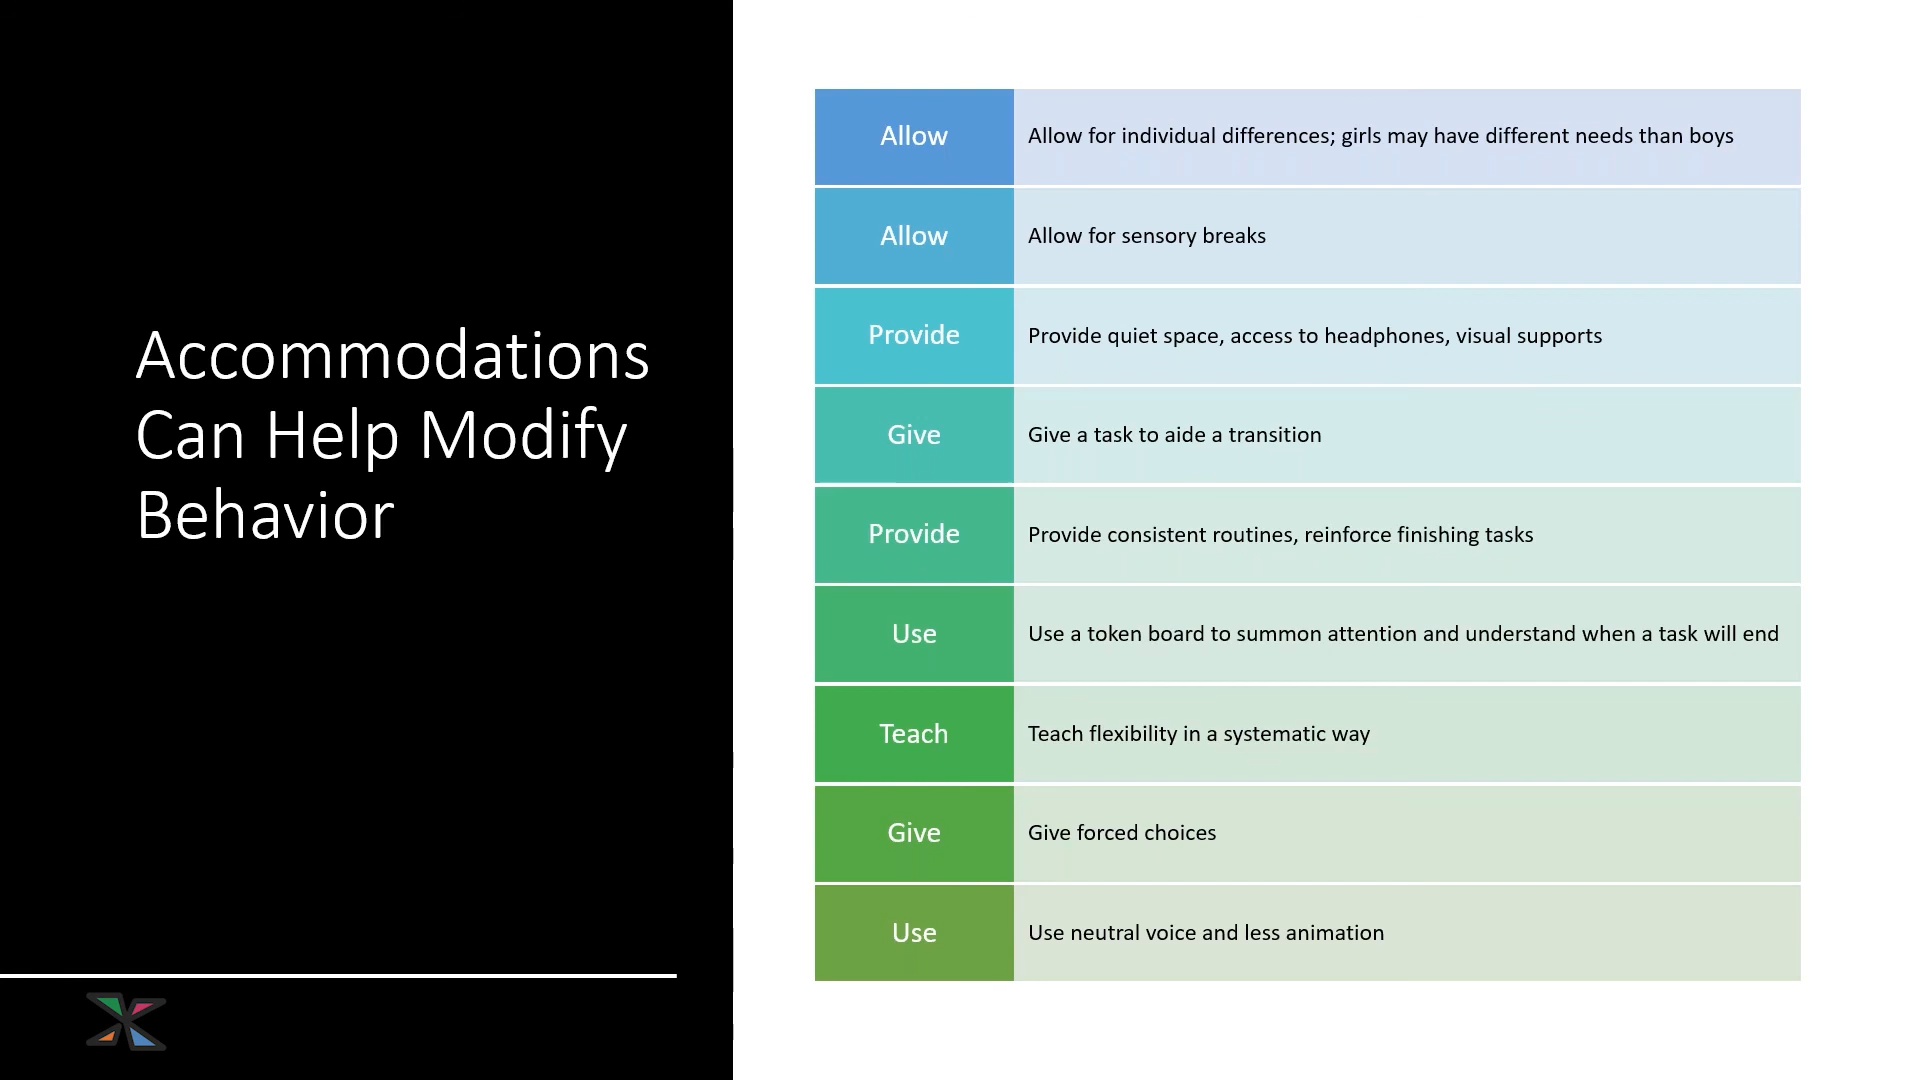 Accommodations
Can Help Modify
Behavior
Allow
Allow for individual differences; girls may have different needs than boys
Allow
Allow for sensory breaks
Provide
Provide quiet space, access to headphones, visual supports
Give
Give a task to aide a transition
Provide
Provide consistent routines, reinforce finishing tasks
Use
Use a token board to summon attention and understand when a task will end
Teach
Teach flexibility in a systematic way
Give
Give forced choices
Use
Use neutral voice and less animation